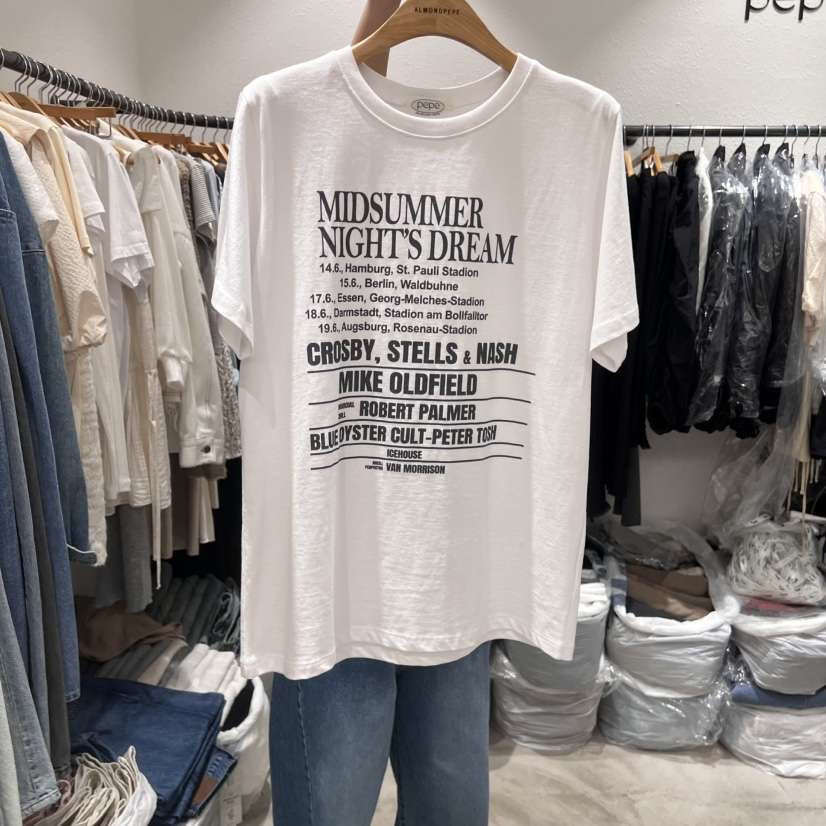 pepe
ALMONDPEPE
pepe
MIDSUMMER
NIGHT'S DREAM
14.6., Hamburg, St. Pauli Stadion
15.6., Berlin, Waldbuhne
17.6., Essen, Georg-Melches-Stadion
18.6., Darmstadt, Stadion am Bollfalltor
19.6., Augsburg, Rosenau-Stadion
CROSBY, STELLS & NASH
MIKE OLDFIELD
ROBERT PALMER
BLUE OYSTER CULT-PETER TOSH
ICEHOUSE
VAN MORRISON